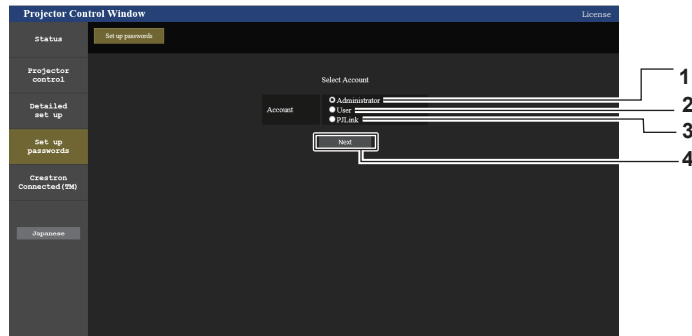 Projector Control Window
License
Status
Set up passwords
Projector
control
Detailed
set up
Set up
passwords
Crestron
Connected(TM)
Japanese
Select Account
Account
Administrator
User
PJLink
Next
1
2
3
4